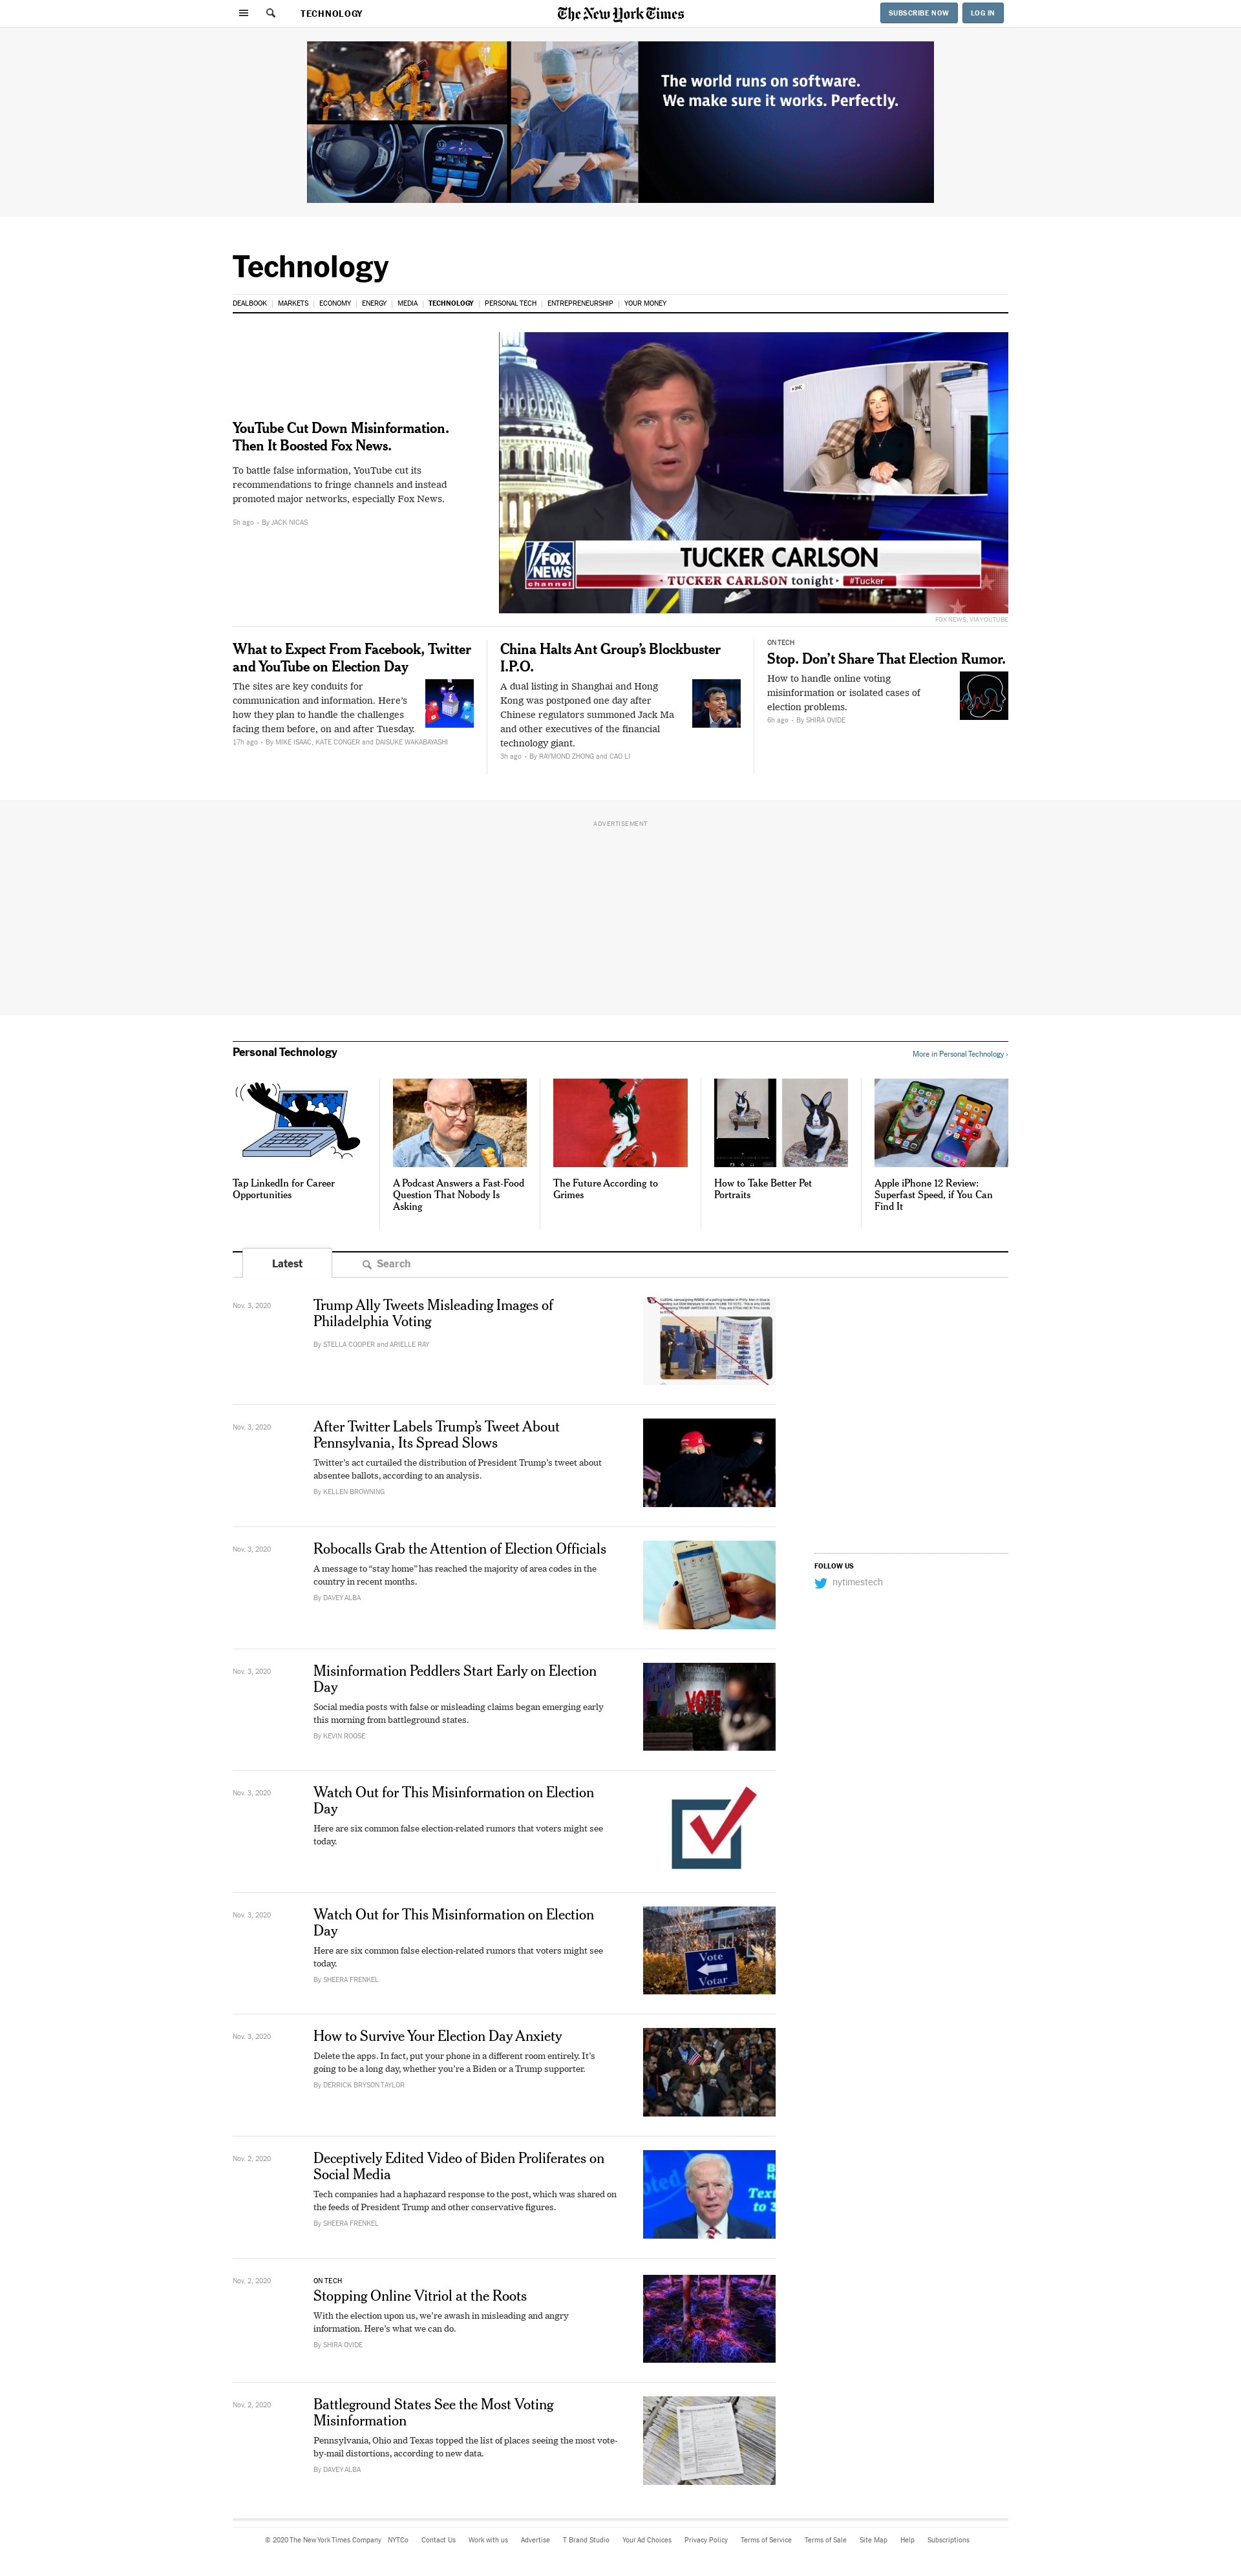 TECHNOLOGY
The New York Times
SUBSCRIBE NOW
LOG IN
The world runs on software.
We make sure it works. Perfectly.
Technology
DEALBOOK
MARKETS
ECONOMY
ENERGY
MEDIA
TECHNOLOGY
PERSONAL TECH
ENTREPRENEURSHIP
YOUR MONEY
YouTube Cut Down Misinformation.
Then It Boosted Fox News.
To battle false information, YouTube cut its
recommendations to fringe channels and instead
promoted major networks, especially Fox News.
5h ago • By JACK NICAS
FOX
NEWS
channel
TUCKER CARLSON
TUCKER CARLSON tonight
#Tucker
FOX NEWS, VIA YOUTUBE
What to Expect From Facebook, Twitter
and YouTube on Election Day
The sites are key conduits for
communication and information. Here’s
how they plan to handle the challenges
facing them before, on and after Tuesday.
17h ago • By MIKE ISAAC, KATE CONGER and DAISUKE WAKABAYASHI
China Halts Ant Group’s Blockbuster
I.P.O.
A dual listing in Shanghai and Hong
Kong was postponed one day after
Chinese regulators summoned Jack Ma
and other executives of the financial
technology giant.
3h ago • By RAYMOND ZHONG and CAO LI
ON TECH
Stop. Don’t Share That Election Rumor.
How to handle online voting
misinformation or isolated cases of
election problems.
6h ago • By SHIRA OVIDE
ADVERTISEMENT
Personal Technology
More in Personal Technology ›
Tap LinkedIn for Career
Opportunities
A Podcast Answers a Fast-Food
Question That Nobody Is
Asking
The Future According to
Grimes
How to Take Better Pet
Portraits
Apple iPhone 12 Review:
Superfast Speed, if You Can
Find It
Latest
Search
Nov. 3, 2020
Trump Ally Tweets Misleading Images of
Philadelphia Voting
By STELLA COOPER and ARIELLE RAY
Nov. 3, 2020
After Twitter Labels Trump’s Tweet About
Pennsylvania, Its Spread Slows
Twitter’s act curtailed the distribution of President Trump’s tweet about
absentee ballots, according to an analysis.
By KELLEN BROWNING
Nov. 3, 2020
Robocalls Grab the Attention of Election Officials
A message to “stay home” has reached the majority of area codes in the
country in recent months.
By DAVEY ALBA
FOLLOW US
nytimestech
Nov. 3, 2020
Misinformation Peddlers Start Early on Election
Day
Social media posts with false or misleading claims began emerging early
this morning from battleground states.
By KEVIN ROOSE
VOTE
Nov. 3, 2020
Watch Out for This Misinformation on Election
Day
Here are six common false election-related rumors that voters might see
today.
Nov. 3, 2020
Watch Out for This Misinformation on Election
Day
Here are six common false election-related rumors that voters might see
today.
By SHEERA FRENKEL
Vote
Votar
Nov. 3, 2020
How to Survive Your Election Day Anxiety
Delete the apps. In fact, put your phone in a different room entirely. It’s
going to be a long day, whether you’re a Biden or a Trump supporter.
By DERRICK BRYSON TAYLOR
Nov. 2, 2020
Deceptively Edited Video of Biden Proliferates on
Social Media
Tech companies had a haphazard response to the post, which was shared on
the feeds of President Trump and other conservative figures.
By SHEERA FRENKEL
Text
to 3
Nov. 2, 2020
ON TECH
Stopping Online Vitriol at the Roots
With the election upon us, we’re awash in misleading and angry
information. Here’s what we can do.
By SHIRA OVIDE
Nov. 2, 2020
Battleground States See the Most Voting
Misinformation
Pennsylvania, Ohio and Texas topped the list of places seeing the most vote-
by-mail distortions, according to new data.
By DAVEY ALBA
© 2020 The New York Times Company
NYTCo
Contact Us
Work with us
Advertise
T Brand Studio
Your Ad Choices
Privacy Policy
Terms of Service
Terms of Sale
Site Map
Help
Subscriptions